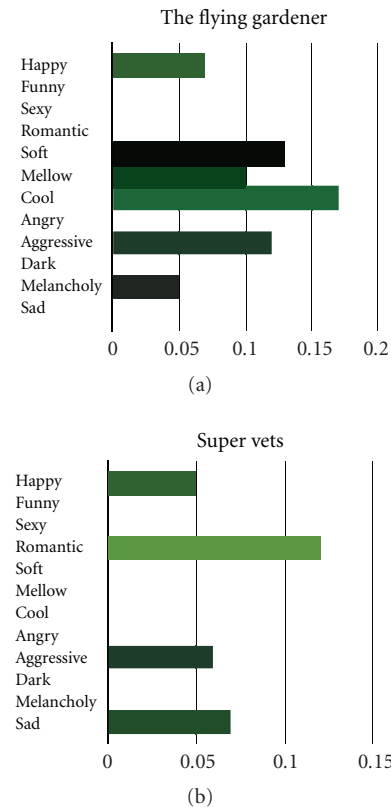 The flying gardener
Happy
Funny
Sexy
Romantic
Soft
Mellow
Cool
Angry
Aggressive
Dark
Melancholy
Sad
0 0.05 0.1 0.15 0.2
(a)
Super vets
Happy
Funny
Sexy
Romantic
Soft
Mellow
Cool
Angry
Aggressive
Dark
Melancholy
Sad
0 0.05 0.1 0.15
(b)